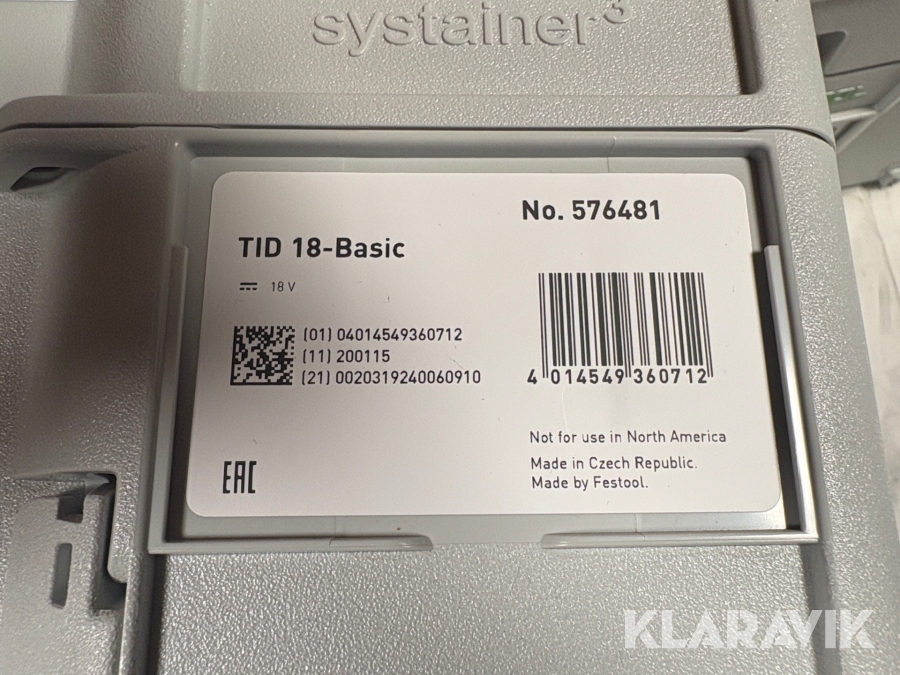 systainer³
No. 576481
TID 18-Basic
18 V
(01) 04014549360712
(11) 200115
(21) 0020319240060910
4 014549 360712
Not for use in North America
Made in Czech Republic.
Made by Festool.
EAC
KLARAVIK